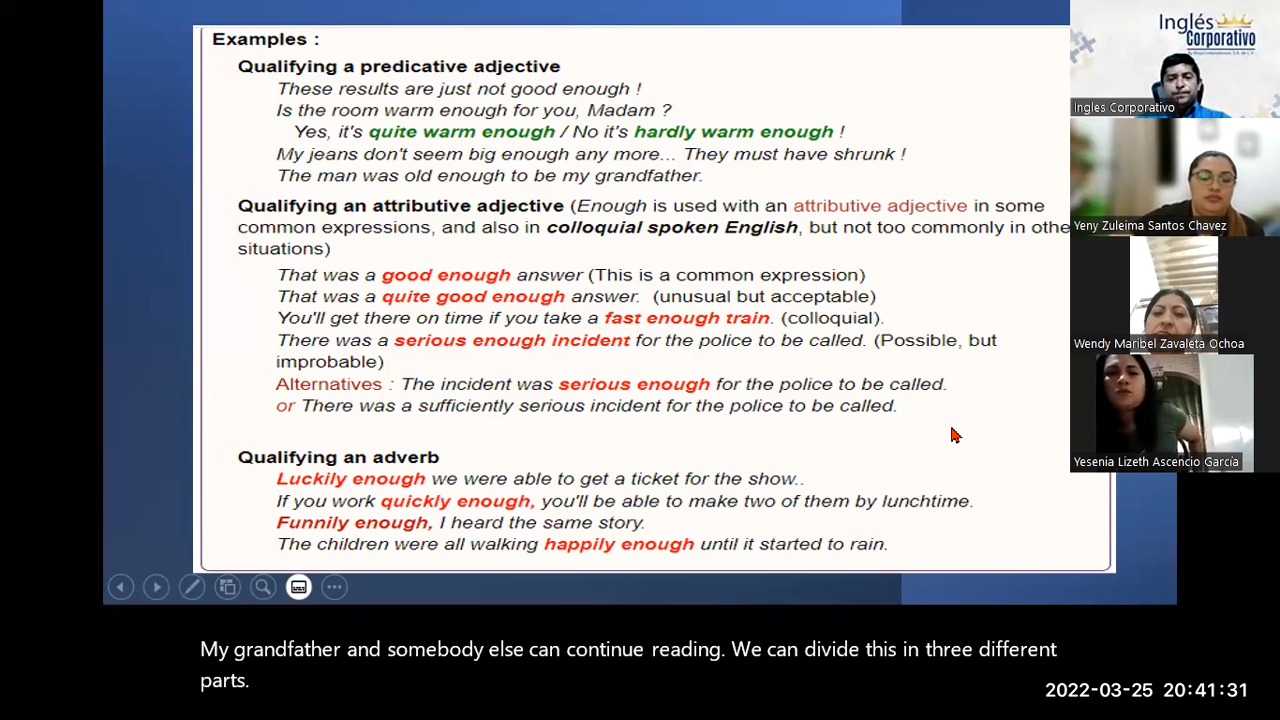 Examples :
Qualifying a predicative adjective
These results are just not good enough !
Is the room warm enough for you, Madam ?
Yes, it's quite warm enough / No it's hardly warm enough !
My jeans don't seem big enough any more... They must have shrunk !
The man was old enough to be my grandfather.
Qualifying an attributive adjective (Enough is used with an attributive adjective in some
common expressions, and also in colloquial spoken English, but not too commonly in othe
situations)
That was a good enough answer (This is a common expression)
That was a quite good enough answer. (unusual but acceptable)
You'll get there on time if you take a fast enough train. (colloquial).
There was a serious enough incident for the police to be called. (Possible, but
improbable)
Alternatives : The incident was serious enough for the police to be called.
or There was a sufficiently serious incident for the police to be called.
Qualifying an adverb
Luckily enough we were able to get a ticket for the show..
If you work quickly enough, you'll be able to make two of them by lunchtime.
Funnily enough, I heard the same story.
The children were all walking happily enough until it started to rain.
Inglés
Corporativo
Ingles Corporativo
Yeny Zuleima Santos Chavez
Wendy Maribel Zavaleta Ochoa
Yesenia Lizeth Ascencio García
My grandfather and somebody else can continue reading. We can divide this in three different
parts.
2022-03-25 20:41:31